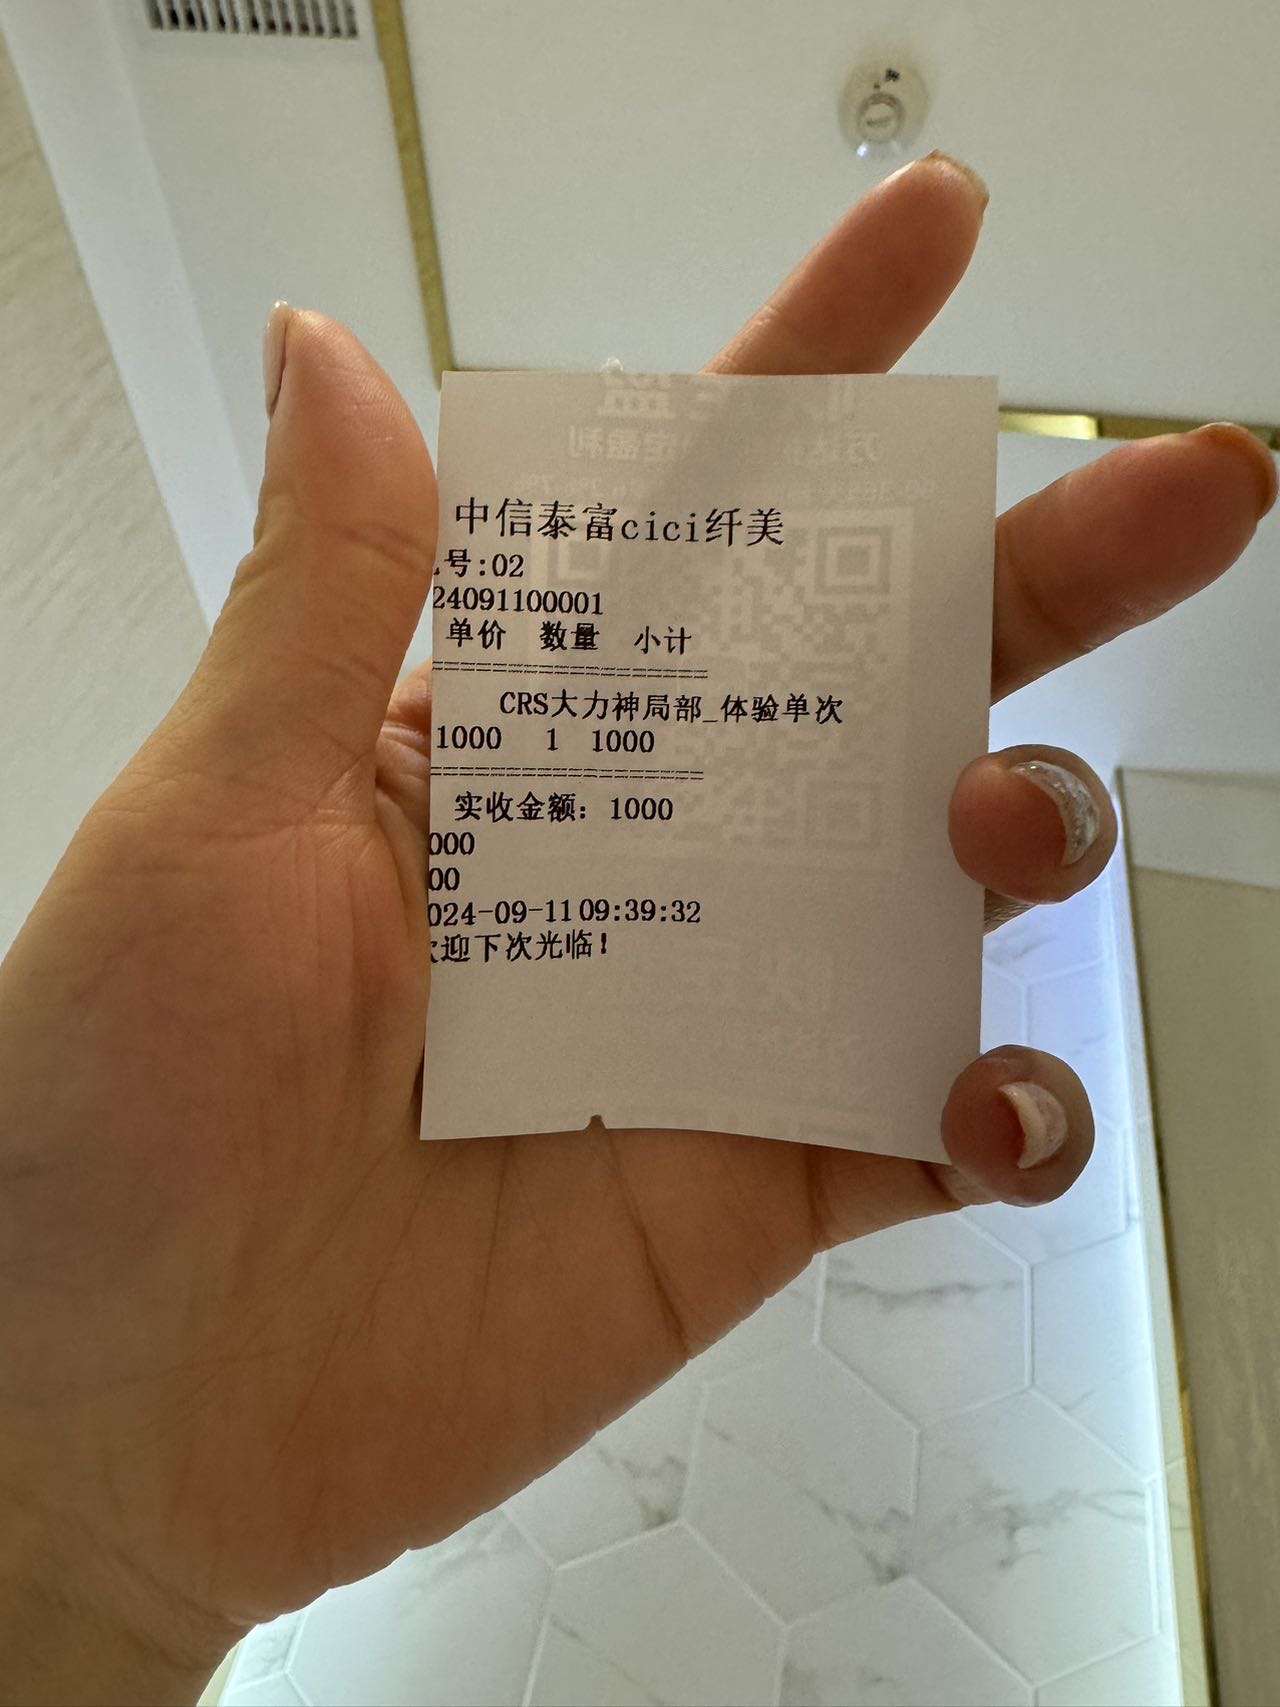 中信泰富cici纤美
号:02
24091100001
单价 数量 小计
CRS大力神局部_体验单次
1000 1 1000
实收金额: 1000
000
00
024-09-11 09:39:32
迎下次光临!